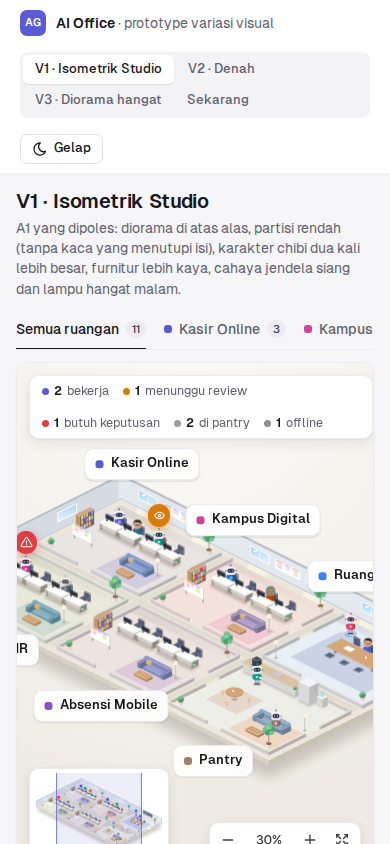 AG AI Office · prototype variasi visual
V1 · Isometrik Studio V2 · Denah
V3 · Diorama hangat Sekarang
Gelap
V1 · Isometrik Studio
A1 yang dipoles: diorama di atas alas, partisi rendah
(tanpa kaca yang menutupi isi), karakter chibi dua kali
lebih besar, furnitur lebih kaya, cahaya jendela siang
dan lampu hangat malam.
Semua ruangan 11 Kasir Online 3 Kampus
2 bekerja 1 menunggu review
1 butuh keputusan 2 di pantry 1 offline
Kasir Online
Kampus Digital
Ruang
IR
Absensi Mobile
Pantry
30%